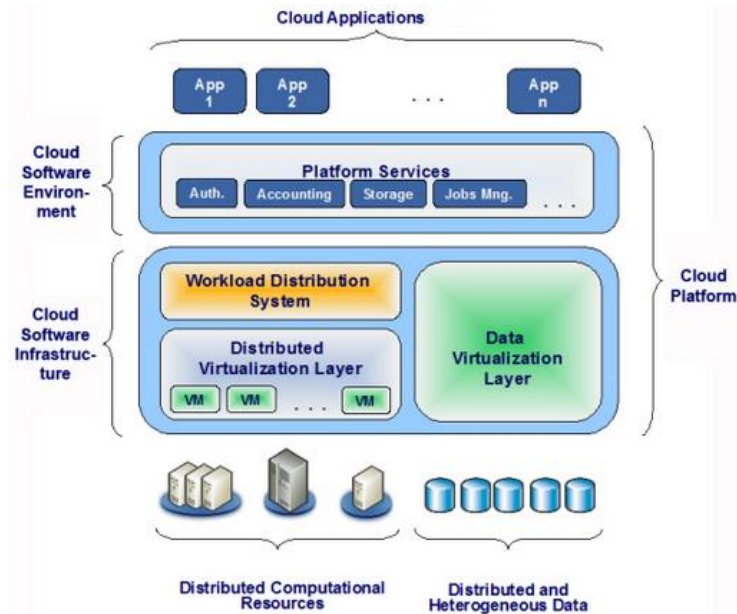 Cloud Applications
App
1
App
2
. . .
App
n
Cloud
Software
Environ-
ment
Platform Services
Auth.
Accounting
Storage
Jobs Mng.
. . .
Cloud
Software
Infrastruc-
ture
Workload Distribution
System
Distributed
Virtualization Layer
VM
VM
. . .
VM
Data
Virtualization
Layer
Cloud
Platform
Distributed Computational
Resources
Distributed and
Heterogeneous Data